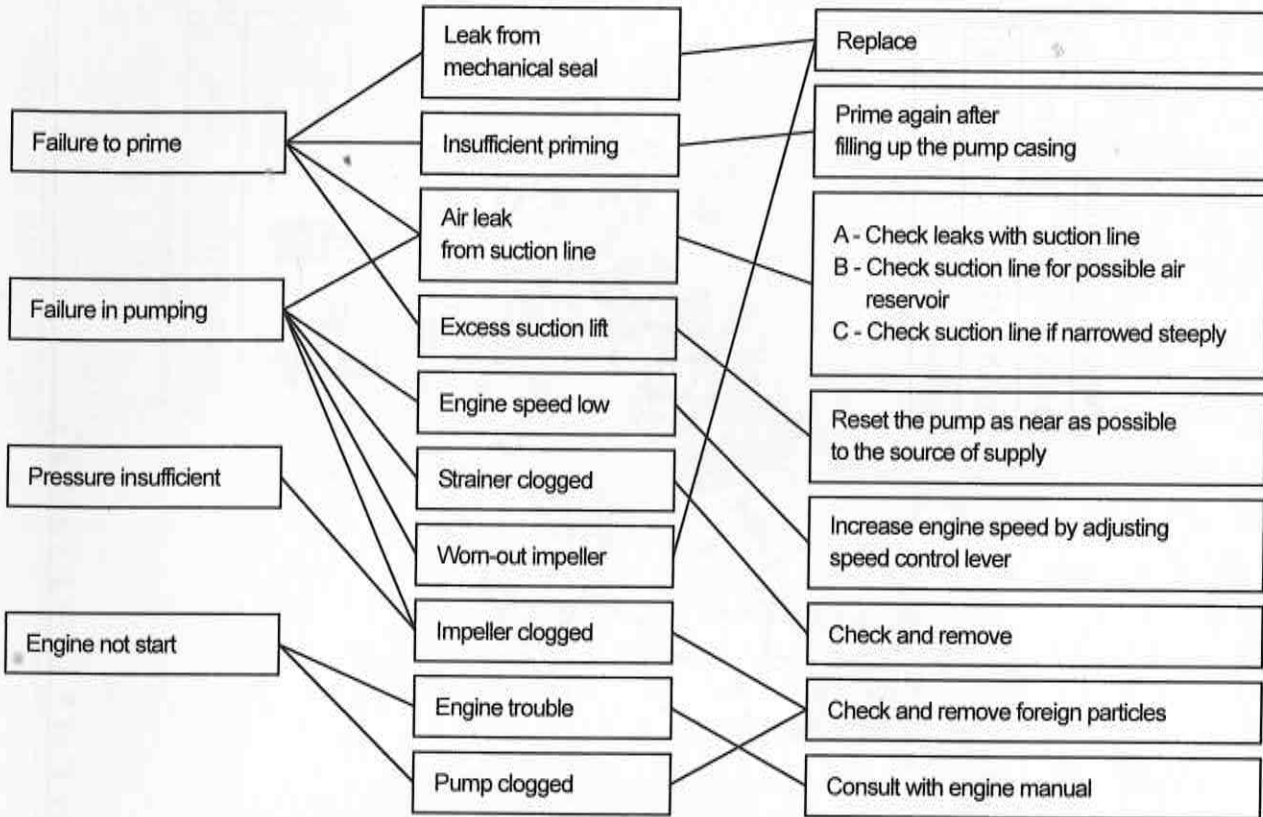 Failure to prime
Failure in pumping
Pressure insufficient
Engine not start
Leak from
mechanical seal
Insufficient priming
Air leak
from suction line
Excess suction lift
Engine speed low
Strainer clogged
Worn-out impeller
Impeller clogged
Engine trouble
Pump clogged
Replace
Prime again after
filling up the pump casing
A - Check leaks with suction line
B - Check suction line for possible air
reservoir
C - Check suction line if narrowed steeply
Reset the pump as near as possible
to the source of supply
Increase engine speed by adjusting
speed control lever
Check and remove
Check and remove foreign particles
Consult with engine manual